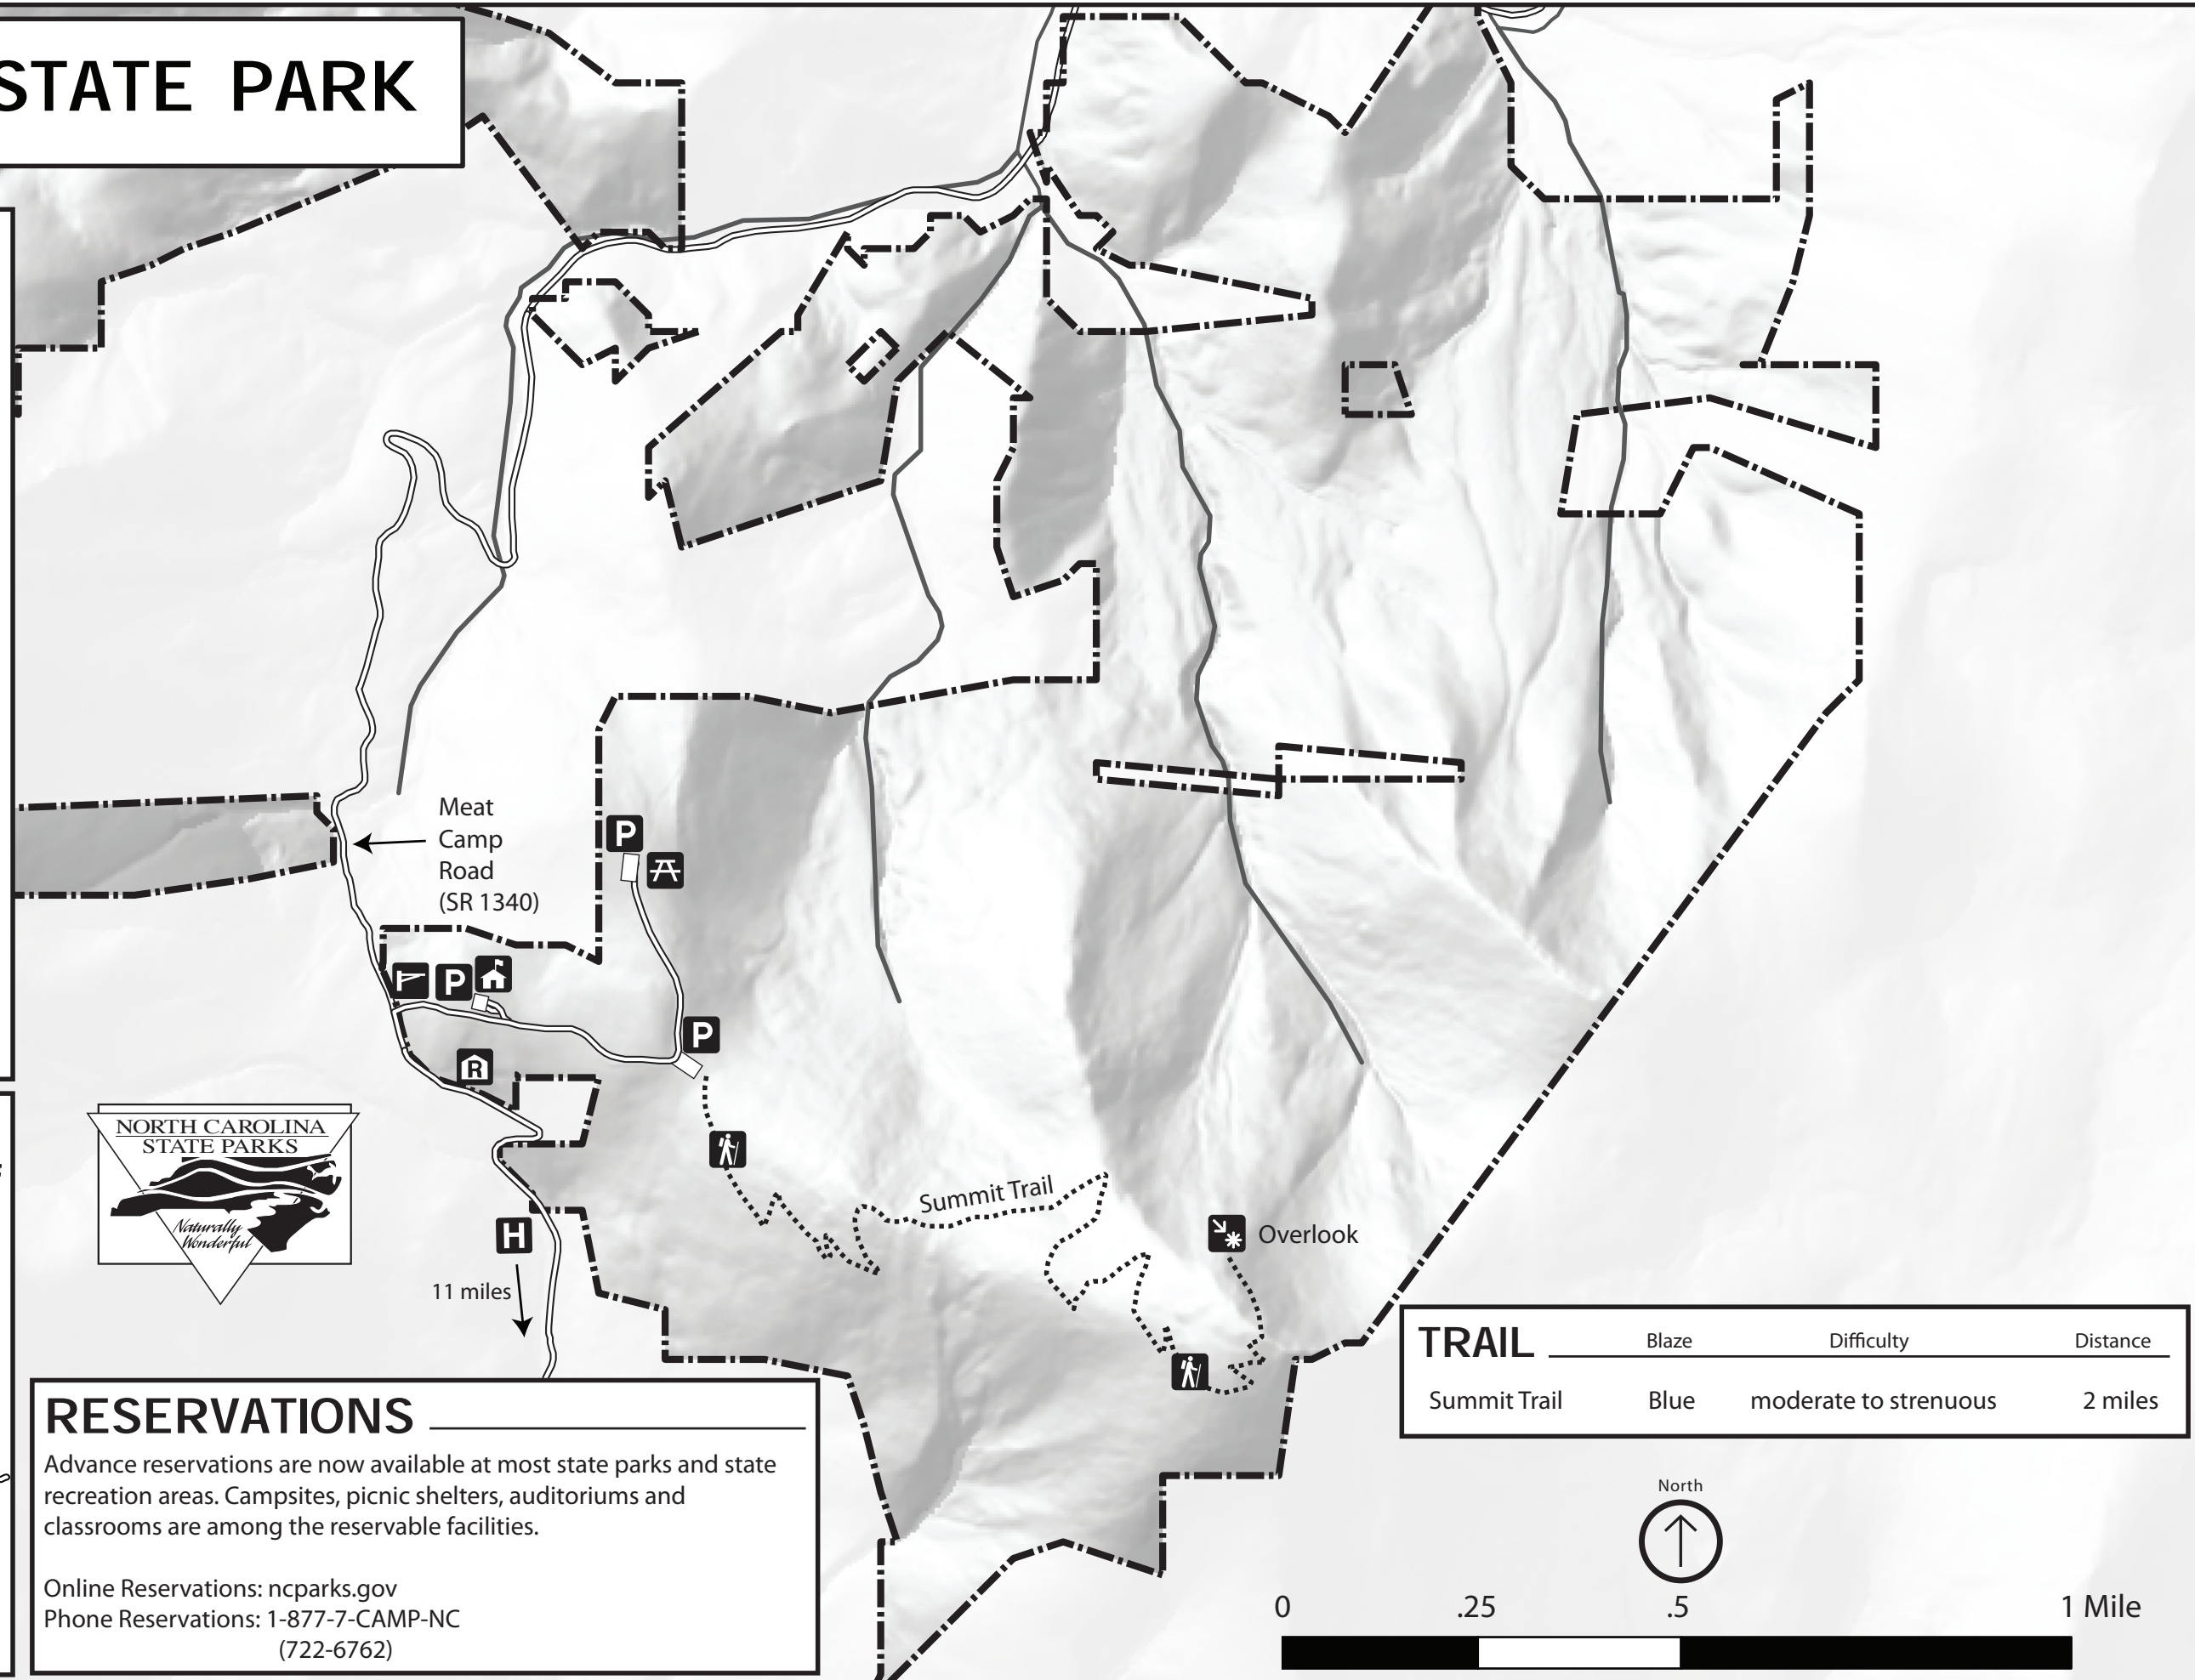 STATE PARK
Meat
Camp
Road
(SR 1340)
P
P
P
R
NORTH CAROLINA
STATE PARKS
Naturally
Wonderful
H
11 miles
Summit Trail
Overlook
TRAIL Blaze Difficulty Distance
Summit Trail Blue moderate to strenuous 2 miles
RESERVATIONS
Advance reservations are now available at most state parks and state
recreation areas. Campsites, picnic shelters, auditoriums and
classrooms are among the reservable facilities.
Online Reservations: ncparks.gov
Phone Reservations: 1-877-7-CAMP-NC
(722-6762)
North
0 .25 .5 1 Mile